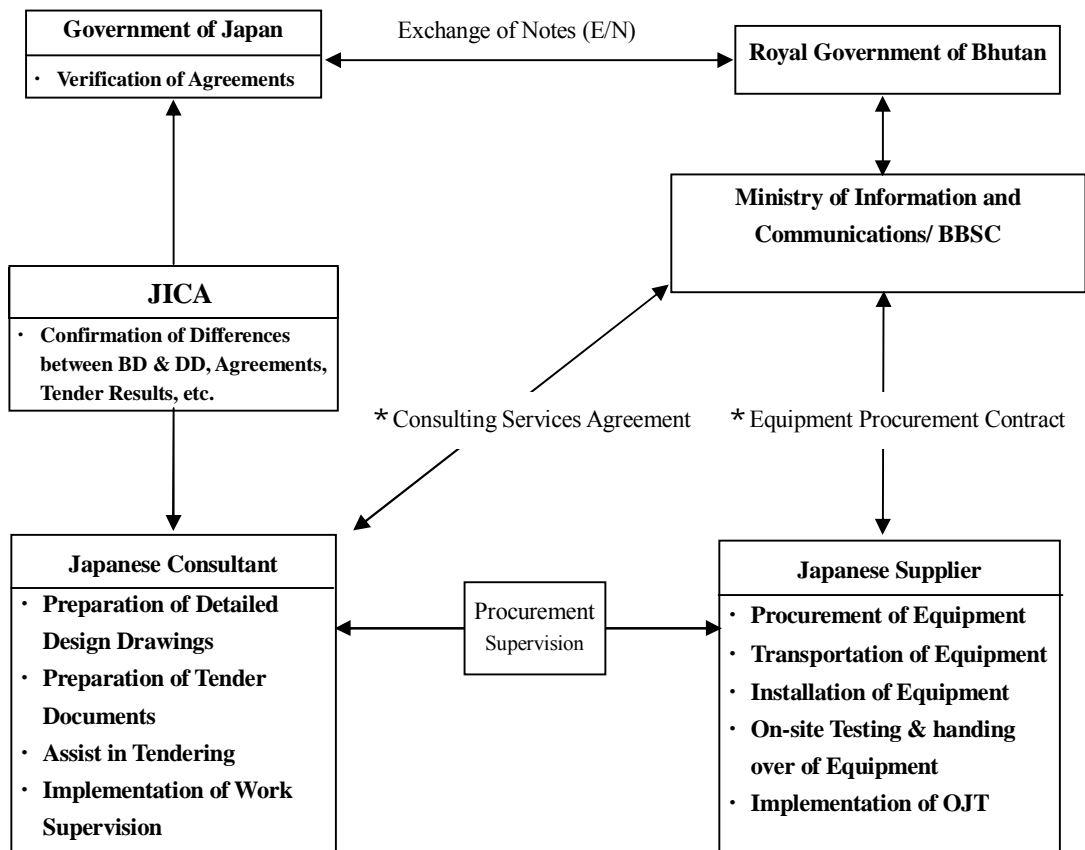 Government of Japan
・ Verification of Agreements
Exchange of Notes (E/N)
Royal Government of Bhutan
Ministry of Information and
Communications/ BBSC
JICA
・ Confirmation of Differences
between BD & DD, Agreements,
Tender Results, etc.
* Consulting Services Agreement
* Equipment Procurement Contract
Japanese Consultant
・ Preparation of Detailed
Design Drawings
・ Preparation of Tender
Documents
・ Assist in Tendering
・ Implementation of Work
Supervision
Procurement
Supervision
Japanese Supplier
・ Procurement of Equipment
・ Transportation of Equipment
・ Installation of Equipment
・ On-site Testing & handing
over of Equipment
・ Implementation of OJT